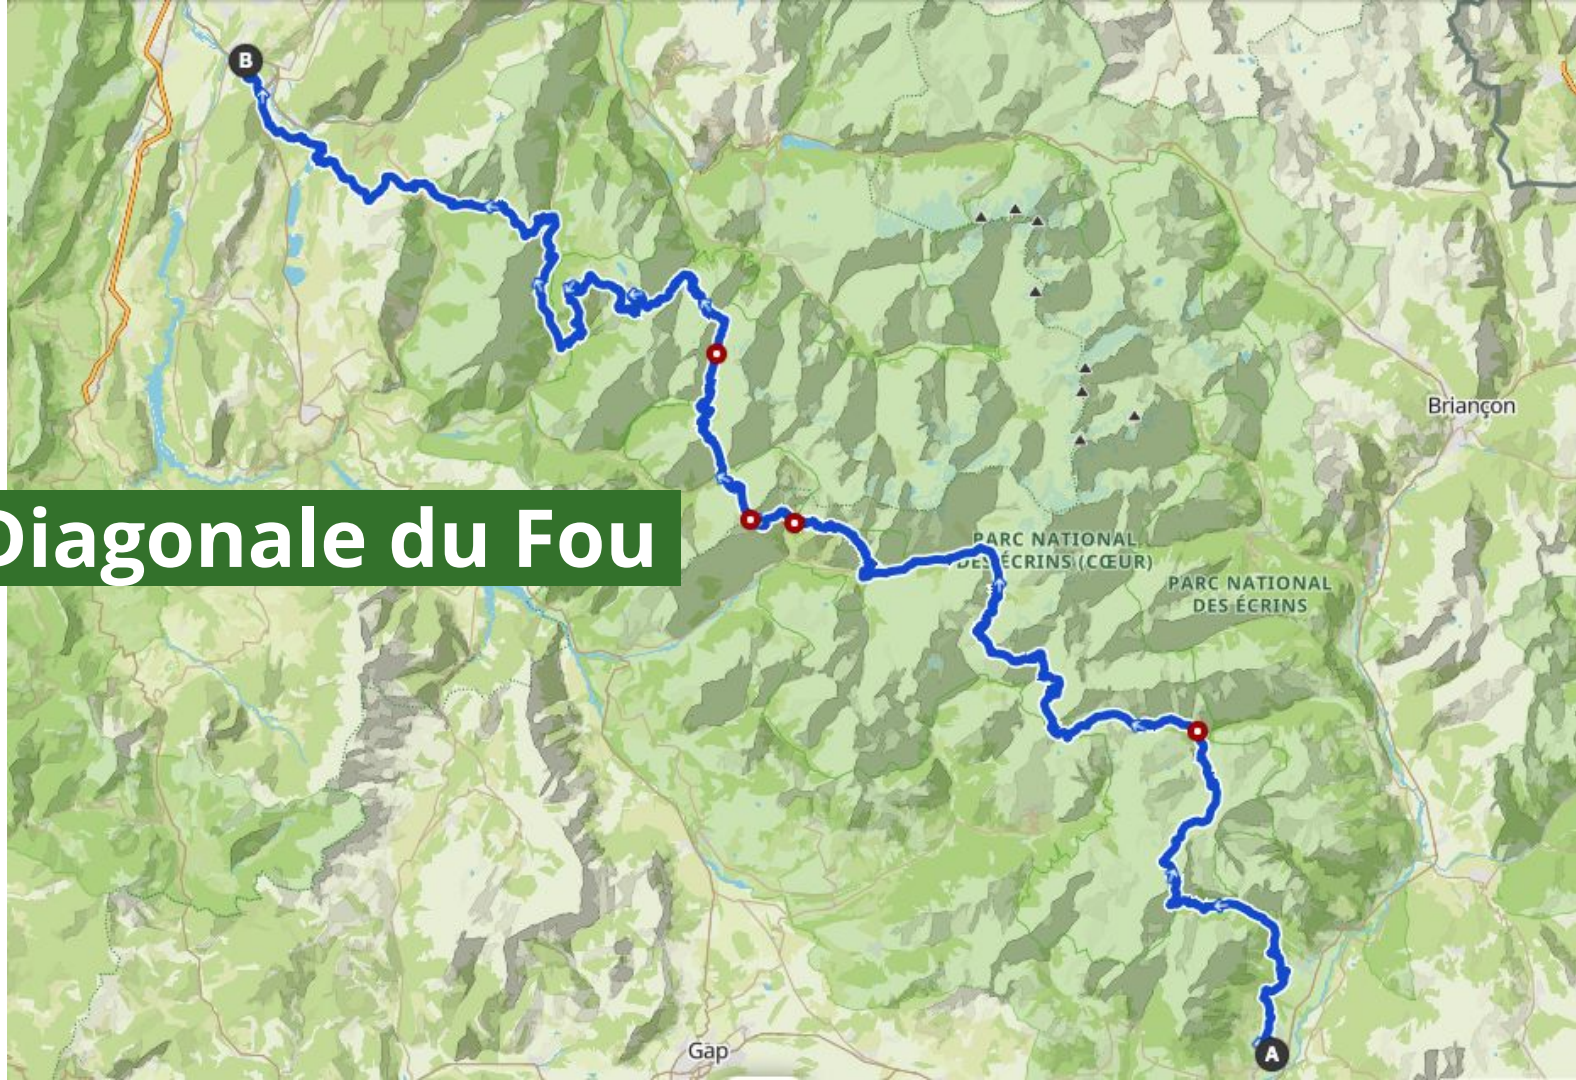 B
Briançon
Diagonale du Fou
PARC NATIONAL
DES ÉCRINS (CŒUR)
PARC NATIONAL
DES ÉCRINS
Gap
A